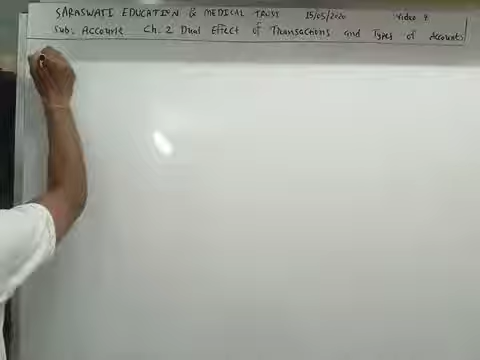 SARASWATI EDUCATION & MEDICAL TRUST 15/05/2020 Video 4
Sub: Account Ch. 2 Dual Effect of Transactions and Types of Accounts